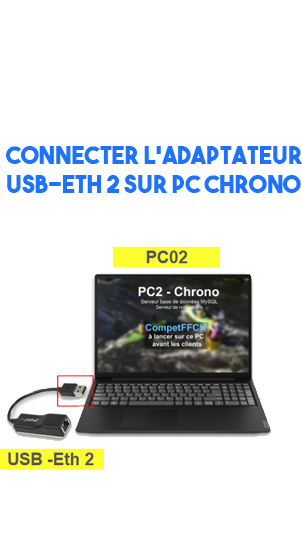 CONNECTER L'ADAPTATEUR
USB-ETH 2 SUR PC CHRONO
PC02
PC2 - Chrono
Serveur base de données MySQL
CompetFFCK
à lancer sur ce PC
avant les clients
USB -Eth 2